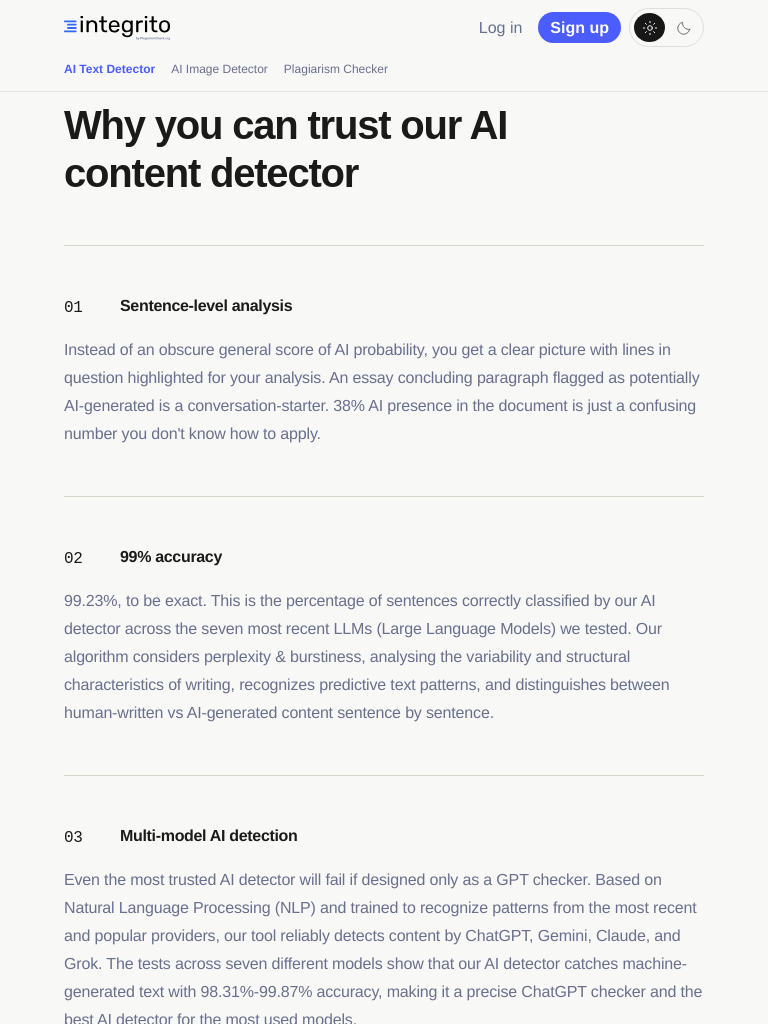 integrito
Log in
Sign up
AI Text Detector
AI Image Detector
Plagiarism Checker
Why you can trust our AI
content detector
01
Sentence-level analysis
Instead of an obscure general score of AI probability, you get a clear picture with lines in
question highlighted for your analysis. An essay concluding paragraph flagged as potentially
AI-generated is a conversation-starter. 38% AI presence in the document is just a confusing
number you don't know how to apply.
02
99% accuracy
99.23%, to be exact. This is the percentage of sentences correctly classified by our AI
detector across the seven most recent LLMs (Large Language Models) we tested. Our
algorithm considers perplexity & burstiness, analysing the variability and structural
characteristics of writing, recognizes predictive text patterns, and distinguishes between
human-written vs AI-generated content sentence by sentence.
03
Multi-model AI detection
Even the most trusted AI detector will fail if designed only as a GPT checker. Based on
Natural Language Processing (NLP) and trained to recognize patterns from the most recent
and popular providers, our tool reliably detects content by ChatGPT, Gemini, Claude, and
Grok. The tests across seven different models show that our AI detector catches machine-
generated text with 98.31%-99.87% accuracy, making it a precise ChatGPT checker and the
best AI detector for the most used models.